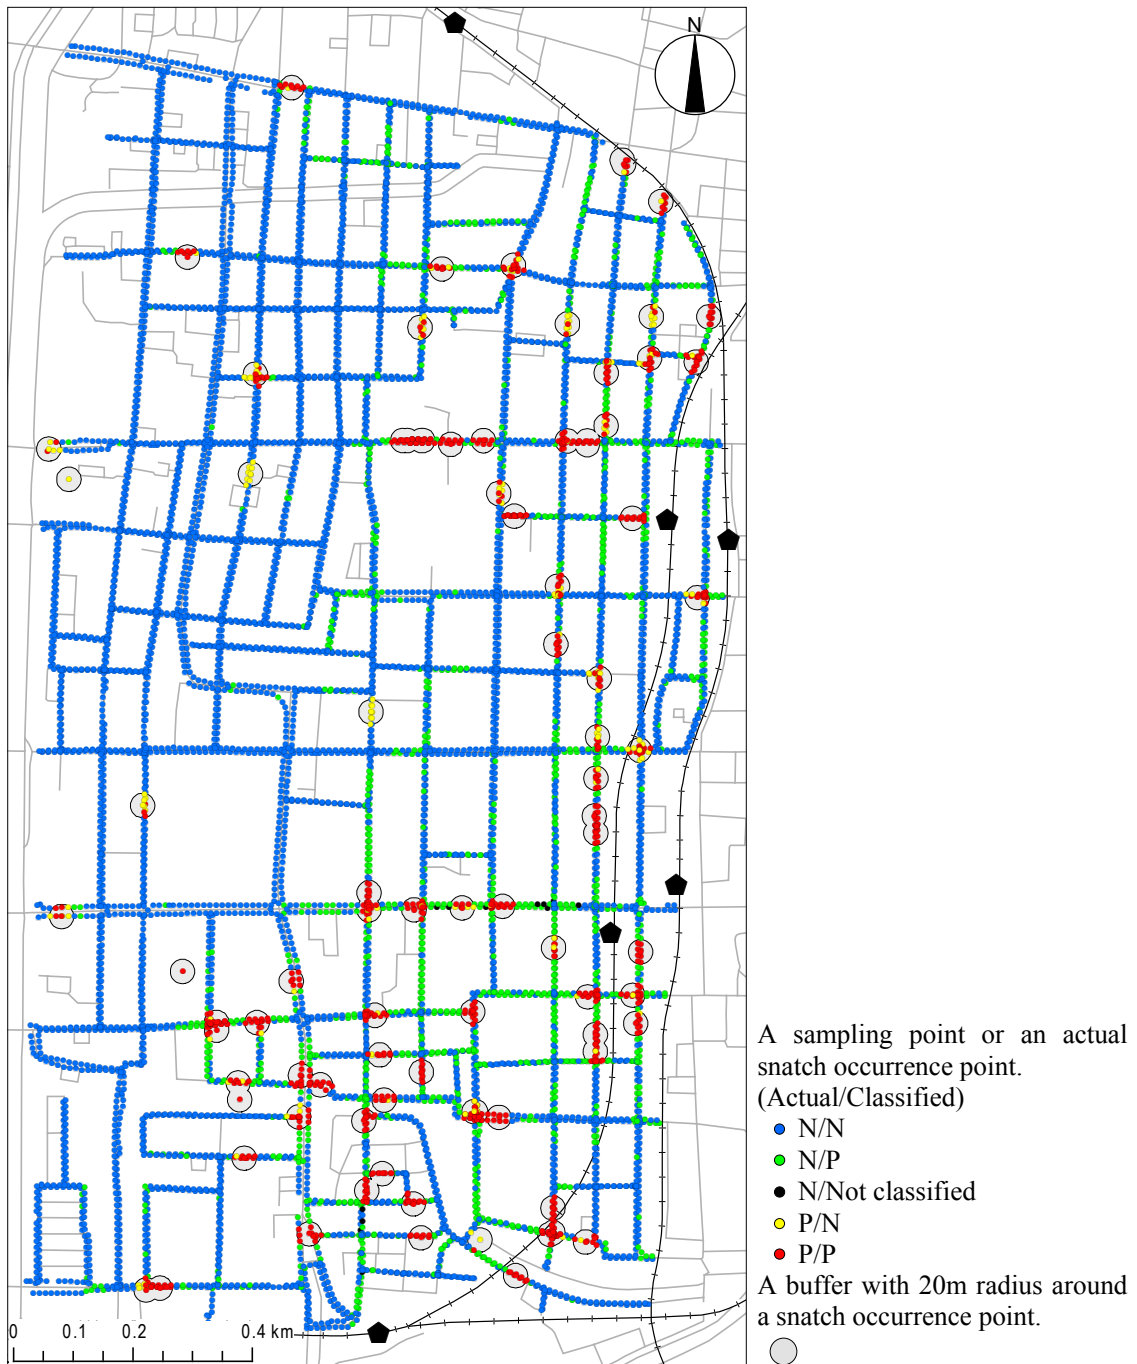 N
A sampling point or an actual
snatch occurrence point.
(Actual/Classified)
N/N
N/P
N/Not classified
P/N
P/P
A buffer with 20m radius around
a snatch occurrence point.
0 0.1 0.2 0.4 km